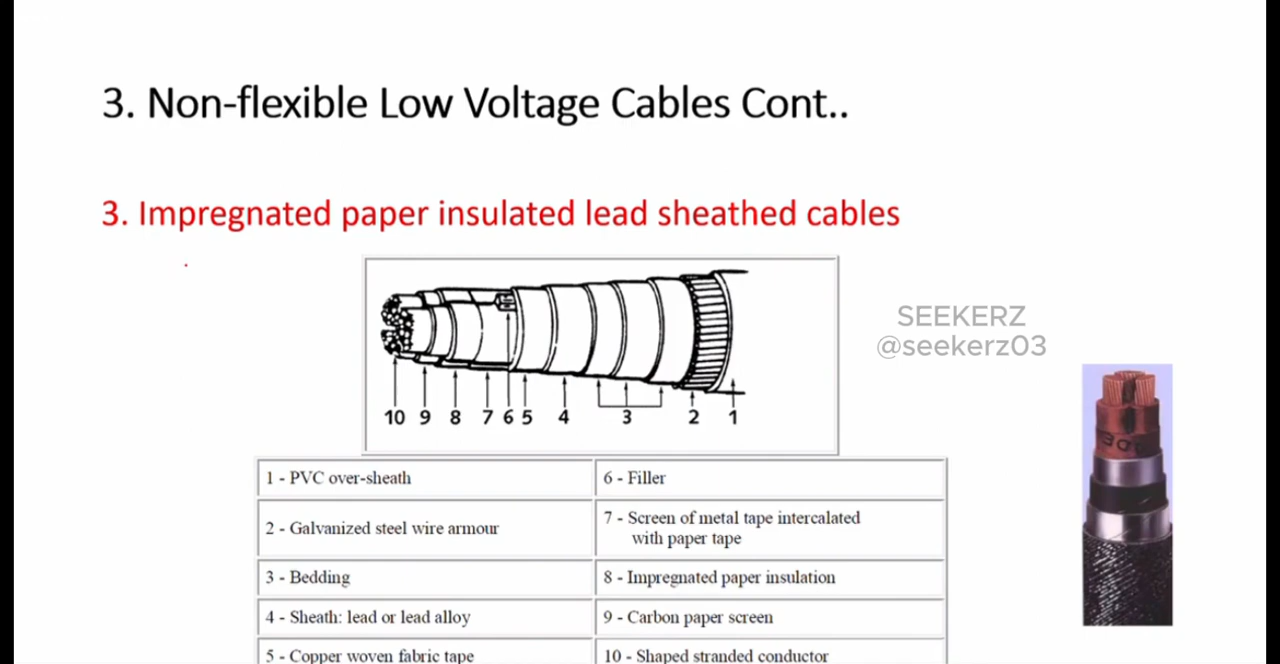 3. Non-flexible Low Voltage Cables Cont..
3. Impregnated paper insulated lead sheathed cables
SEEKERZ
@seekerz03
10 9 8 7 6 5 4 3 2 1
1 - PVC over-sheath
6 - Filler
2 - Galvanized steel wire armour
7 - Screen of metal tape intercalated
with paper tape
3 - Bedding
8 - Impregnated paper insulation
4 - Sheath: lead or lead alloy
9 - Carbon paper screen
5 - Copper woven fabric tape
10 - Shaped stranded conductor